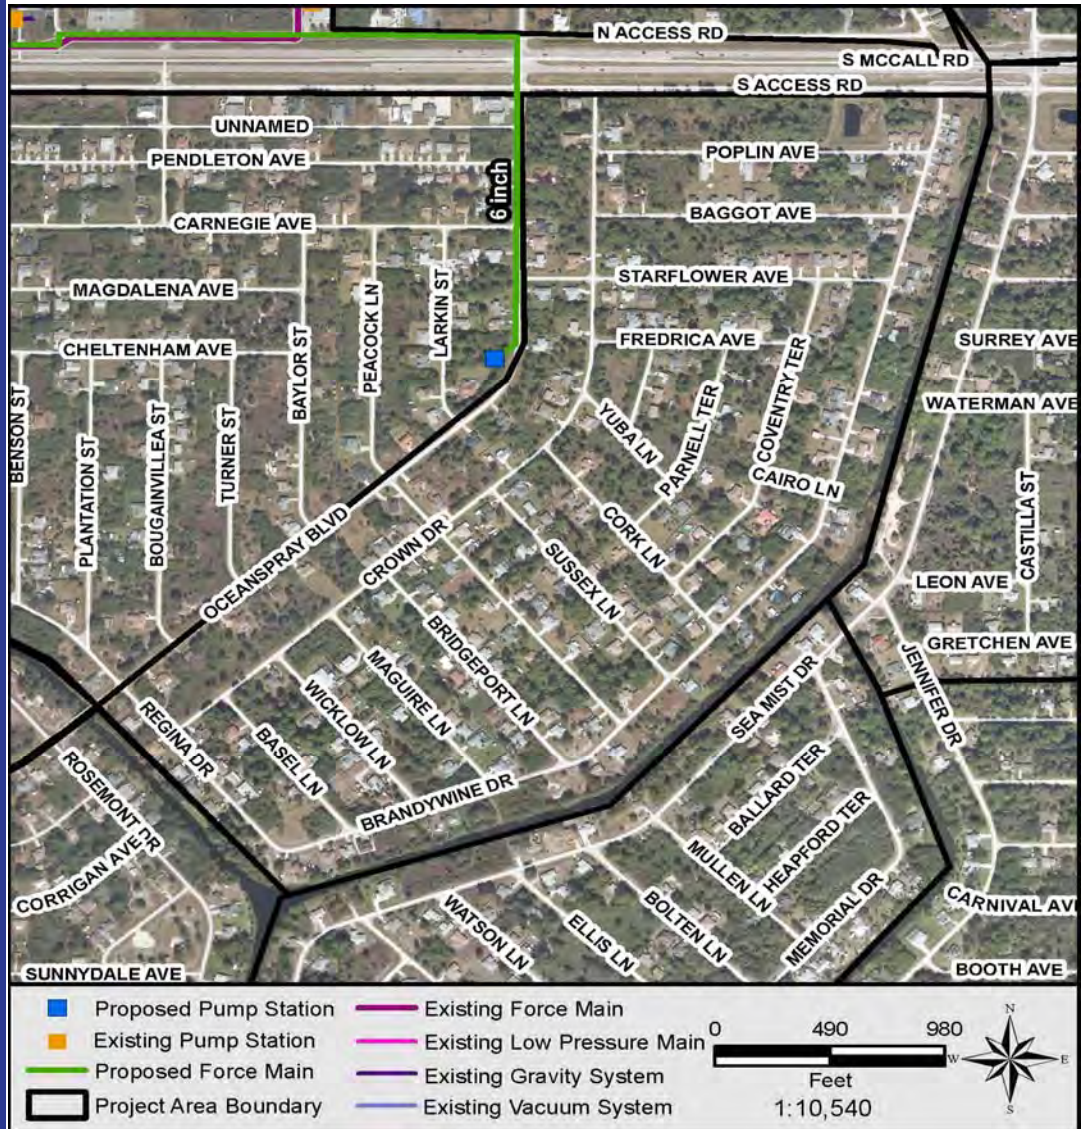 N ACCESS RD
S MCCALL RD
S ACCESS RD
UNNAMED
PENDLETON AVE
POPLIN AVE
6 inch
CARNEGIE AVE
BAGGOT AVE
MAGDALENA AVE
STARFLOWER AVE
PEACOCK LN
LARKIN ST
CHELTENHAM AVE
BAYLOR ST
FREDRICA AVE
SURREY AVE
BENSON ST
PLANTATION ST
BOUGAINVILLEA ST
TURNER ST
YUBA LN
PARNELL TER
COVENTRY TER
WATERMAN AVE
CAIRO LN
CASTILLA ST
OCEANSPRAY BLVD
CROWN DR
CORK LN
SUSSEX LN
LEON AVE
BRIDGEPORT LN
GRETCHEN AVE
JENNIFER DR
MAGUIRE LN
WICKLOW LN
SEA MIST DR
REGINA DR
BASEL LN
ROSEMONT DR
BRANDYWINE DR
BALLARD TER
HEAPFORD TER
MULLEN LN
CORRIGAN AVE
CARNIVAL AVE
WATSON LN
ELLIS LN
BOLTEN LN
MEMORIAL DR
SUNNYDALE AVE
BOOTH AVE
Proposed Pump Station
Existing Pump Station
Proposed Force Main
Project Area Boundary
Existing Force Main
Existing Low Pressure Main
Existing Gravity System
Existing Vacuum System
0 490 980
Feet
1:10,540
N
W E
S